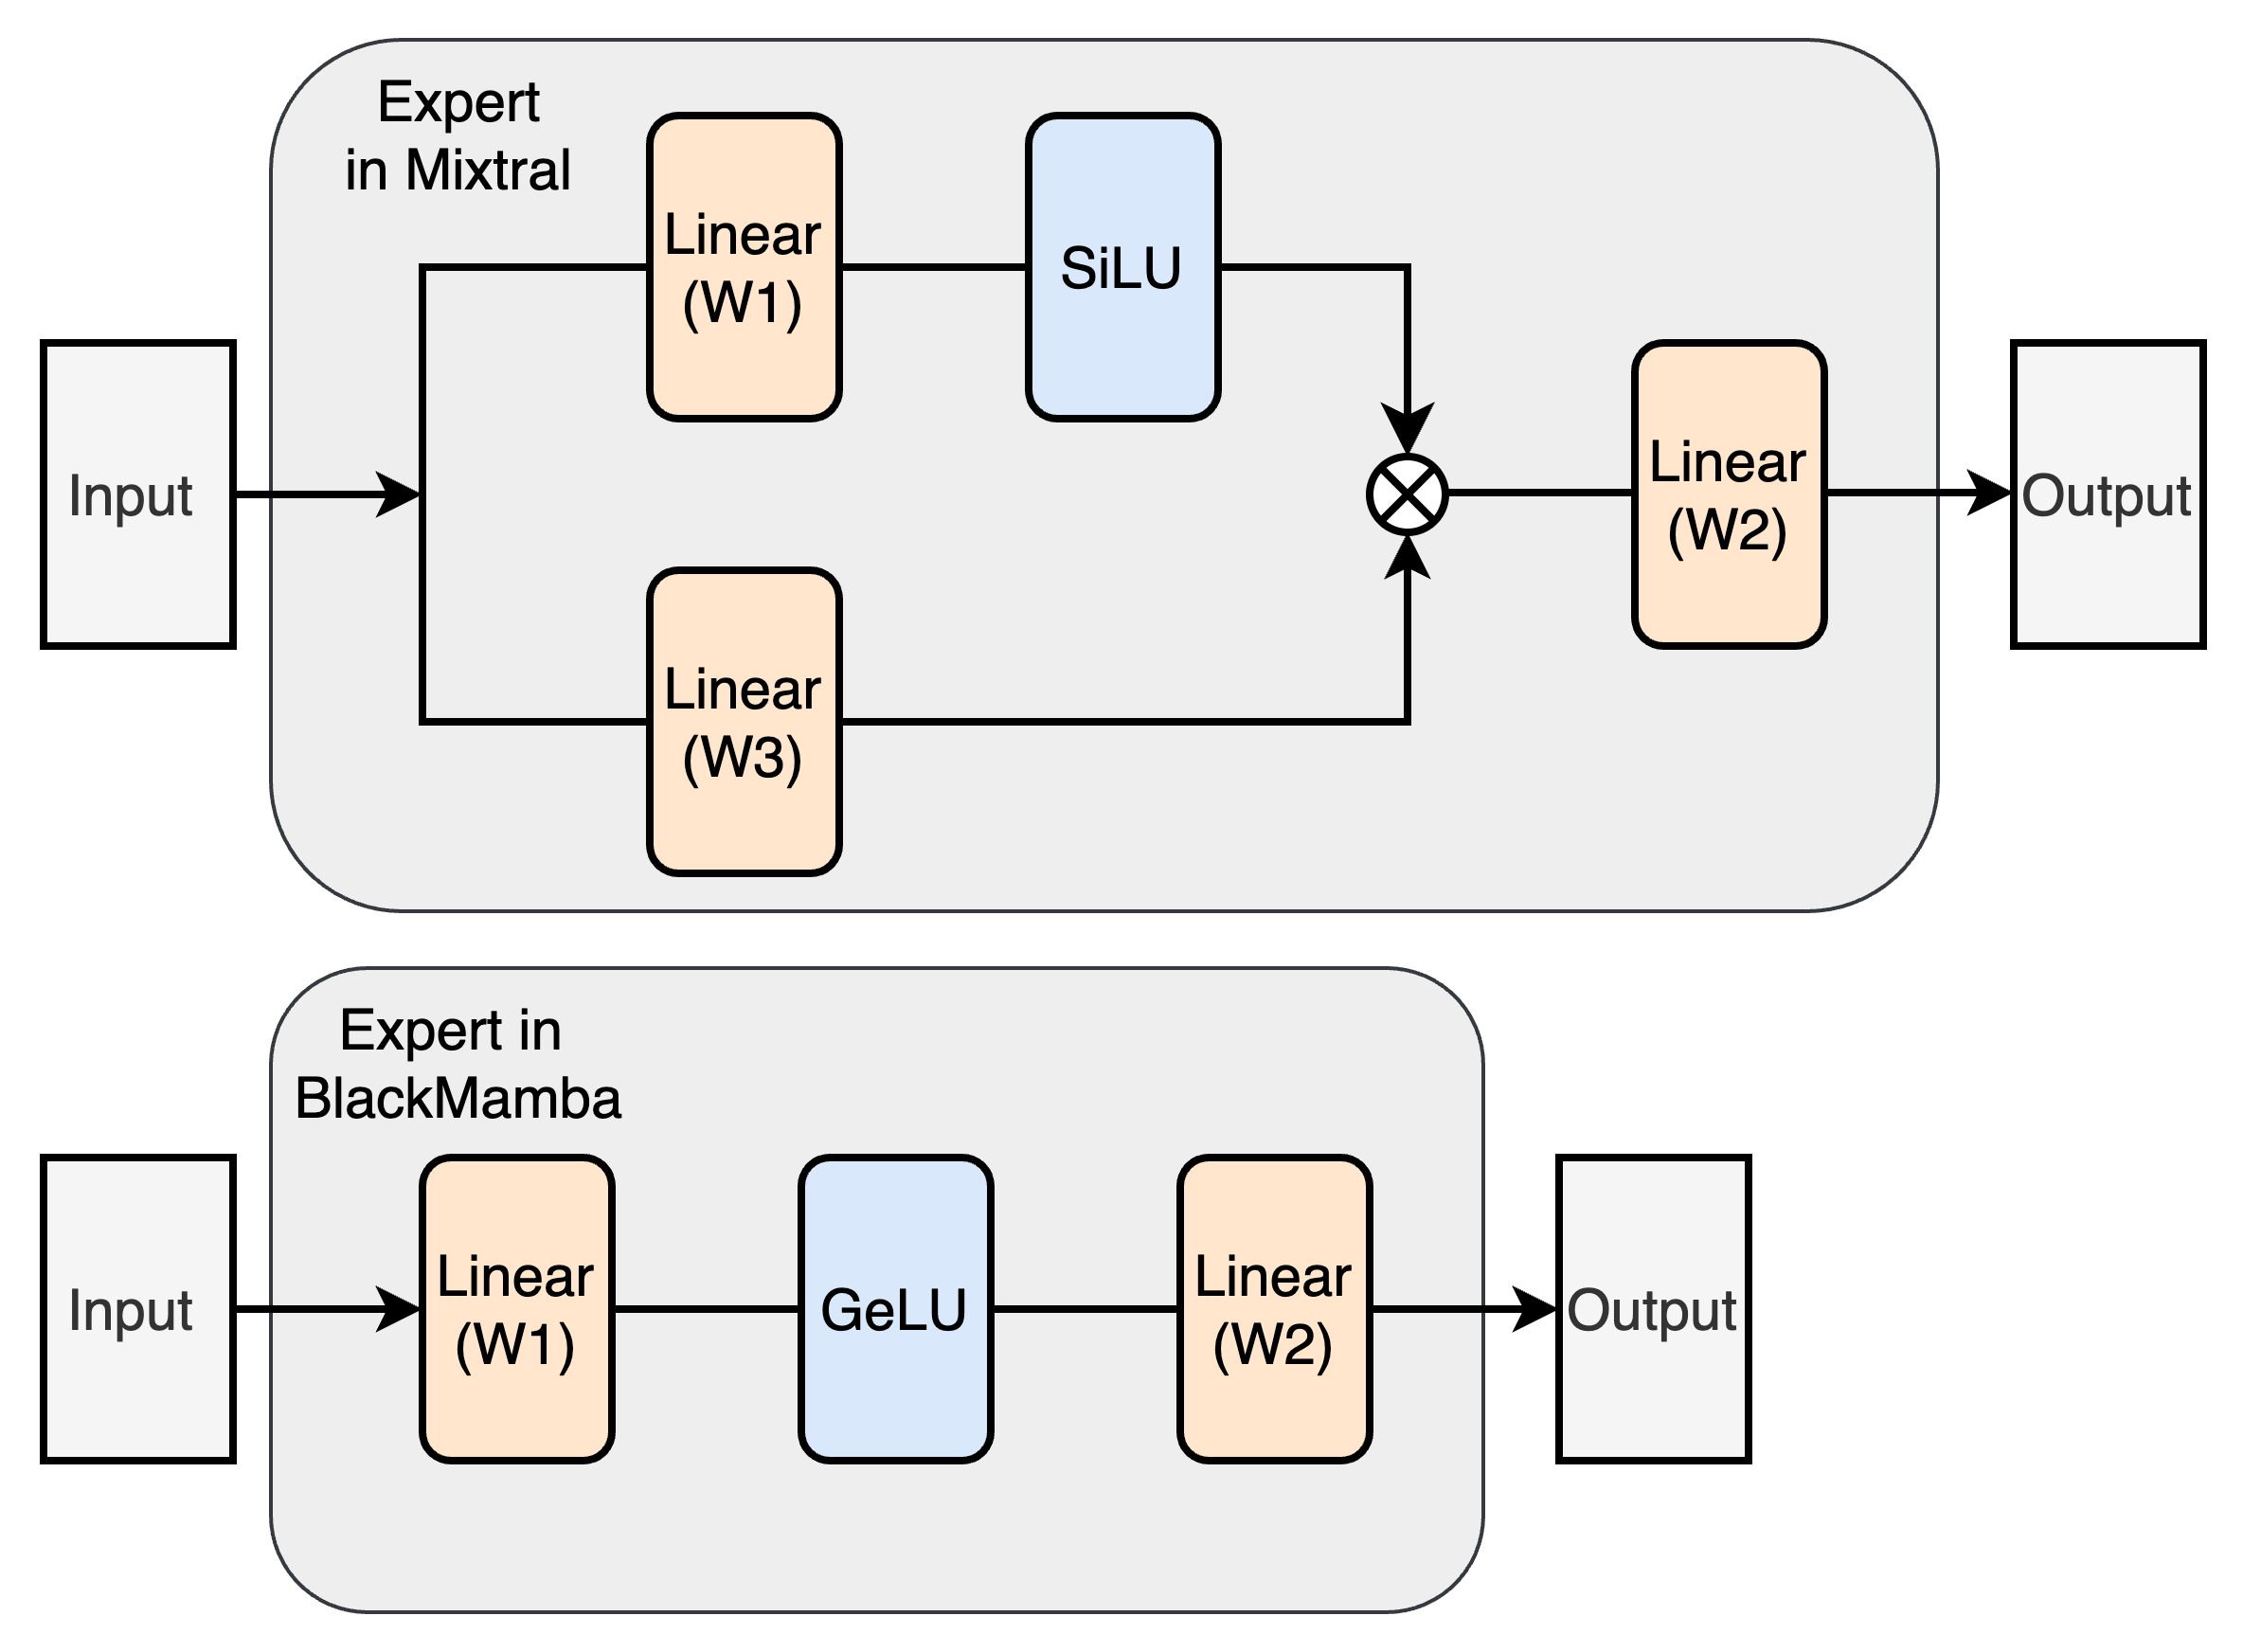 Expert
in Mixtral
Linear
(W1)
SiLU
Input
Linear
(W2)
Output
Linear
(W3)
Expert in
BlackMamba
Input
Linear
(W1)
GeLU
Linear
(W2)
Output